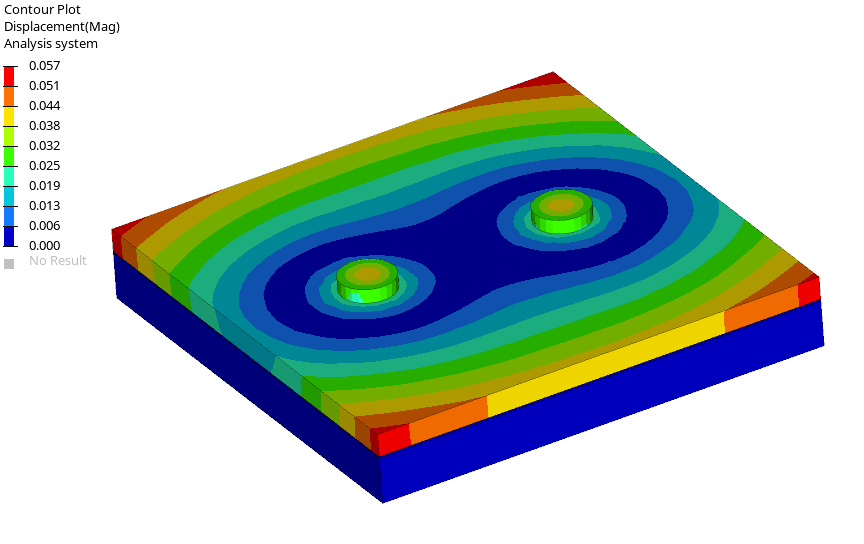 Contour Plot
Displacement(Mag)
Analysis system
0.057
0.051
0.044
0.038
0.032
0.025
0.019
0.013
0.006
0.000
No Result